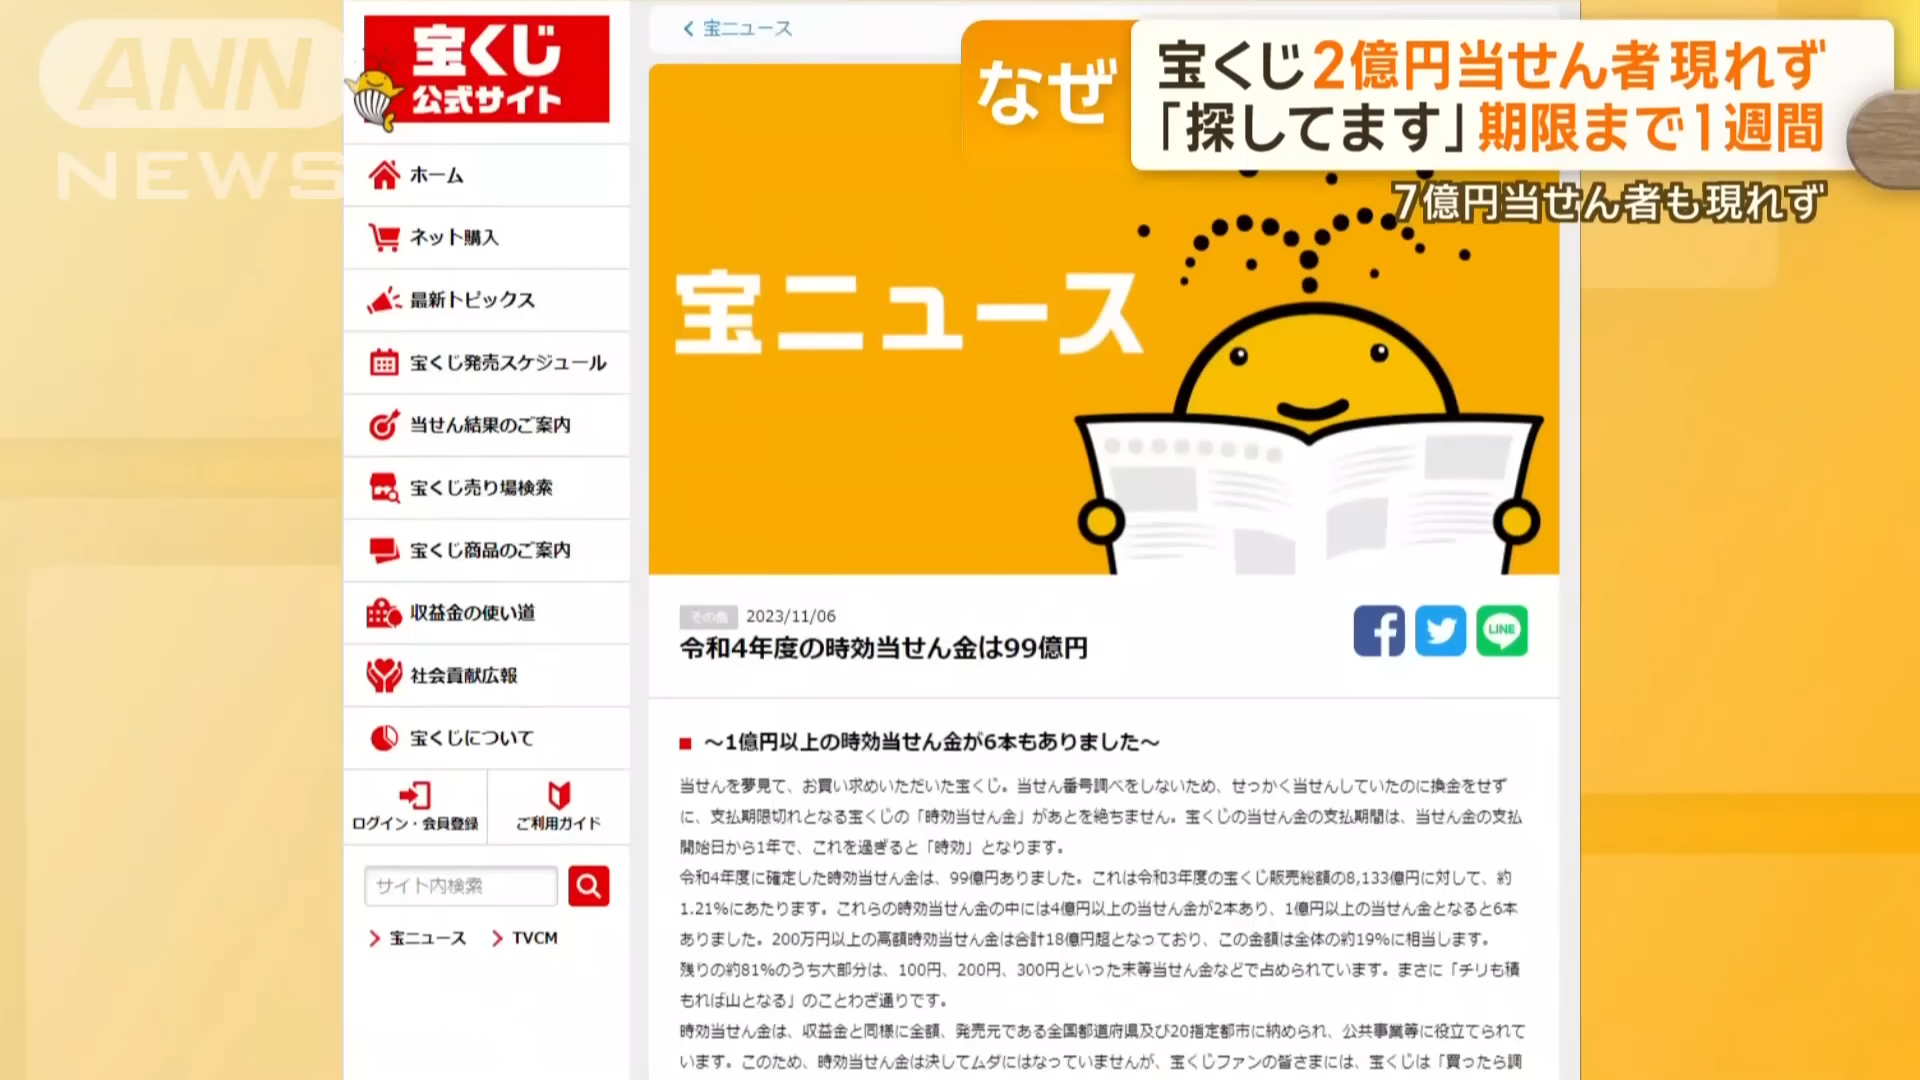 ANN
NEWS
なぜ
宝くじ2億円当せん者現れず
「探してます」期限まで1週間
7億円当せん者も現れず
宝くじ
公式サイト
ホーム
ネット購入
最新トピックス
宝くじ発売スケジュール
当せん結果のご案内
宝くじ売り場検索
宝くじ商品のご案内
収益金の使い道
社会貢献広報
宝くじについて
ログイン・会員登録
ご利用ガイド
サイト内検索
宝ニュース
TVCM
宝ニュース
宝ニュース
その他 2023/11/06
令和4年度の時効当せん金は99億円
LINE
～1億円以上の時効当せん金が6本もありました～
当せんを夢見て、お買い求めいただいた宝くじ。当せん番号調べをしないため、せっかく当せんしていたのに換金をせず
に、支払期限切れとなる宝くじの「時効当せん金」があとを絶ちません。宝くじの当せん金の支払期間は、当せん金の支払
開始日から1年で、これを過ぎると「時効」となります。
令和4年度に確定した時効当せん金は、99億円ありました。これは令和3年度の宝くじ販売総額の8,133億円に対して、約
1.21%にあたります。これらの時効当せん金の中には4億円以上の当せん金が2本あり、1億円以上の当せん金となると6本
ありました。200万円以上の高額時効当せん金は合計18億円超となっており、この金額は全体の約19%に相当します。
残りの約81%のうち大部分は、100円、200円、300円といった末等当せん金などで占められています。まさに「チリも積
もれば山となる」のことわざ通りです。
時効当せん金は、収益金と同様に全額、発売元である全国都道府県及び20指定都市に納められ、公共事業等に役立てられて
います。このため、時効当せん金は決してムダにはなっていませんが、宝くじファンの皆さまには、宝くじは「買ったら調